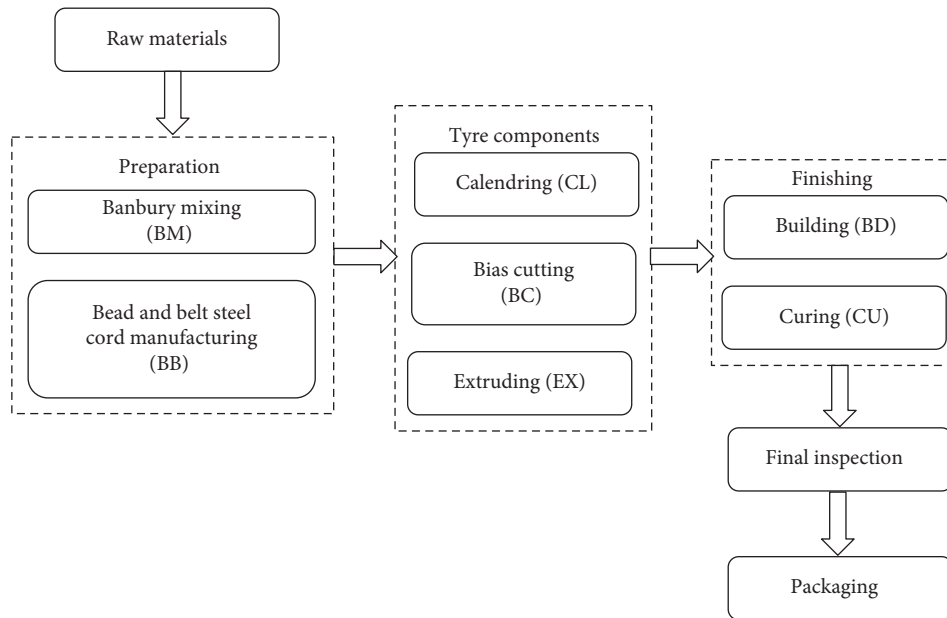 Raw materials
Preparation
Banbury mixing
(BM)
Bead and belt steel
cord manufacturing
(BB)
Tyre components
Calendring (CL)
Bias cutting
(BC)
Extruding (EX)
Finishing
Building (BD)
Curing (CU)
Final inspection
Packaging